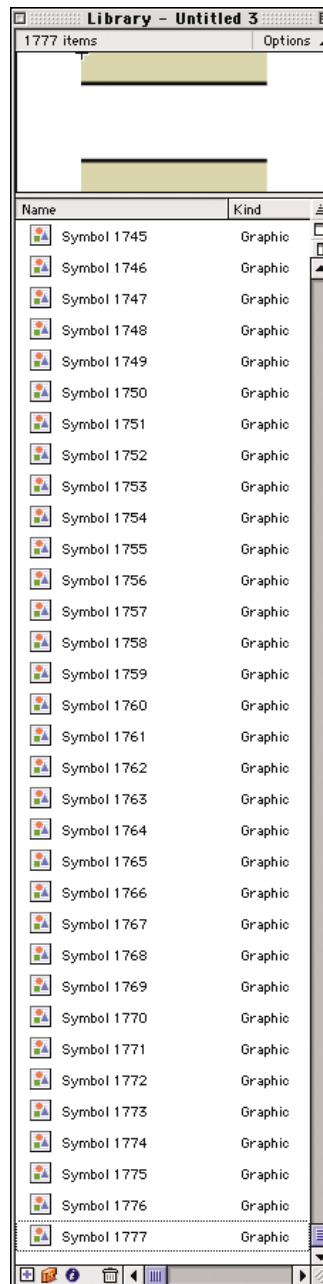 Library - Untitled 3
1777 items Options
Name Kind
Symbol 1745 Graphic
Symbol 1746 Graphic
Symbol 1747 Graphic
Symbol 1748 Graphic
Symbol 1749 Graphic
Symbol 1750 Graphic
Symbol 1751 Graphic
Symbol 1752 Graphic
Symbol 1753 Graphic
Symbol 1754 Graphic
Symbol 1755 Graphic
Symbol 1756 Graphic
Symbol 1757 Graphic
Symbol 1758 Graphic
Symbol 1759 Graphic
Symbol 1760 Graphic
Symbol 1761 Graphic
Symbol 1762 Graphic
Symbol 1763 Graphic
Symbol 1764 Graphic
Symbol 1765 Graphic
Symbol 1766 Graphic
Symbol 1767 Graphic
Symbol 1768 Graphic
Symbol 1769 Graphic
Symbol 1770 Graphic
Symbol 1771 Graphic
Symbol 1772 Graphic
Symbol 1773 Graphic
Symbol 1774 Graphic
Symbol 1775 Graphic
Symbol 1776 Graphic
Symbol 1777 Graphic